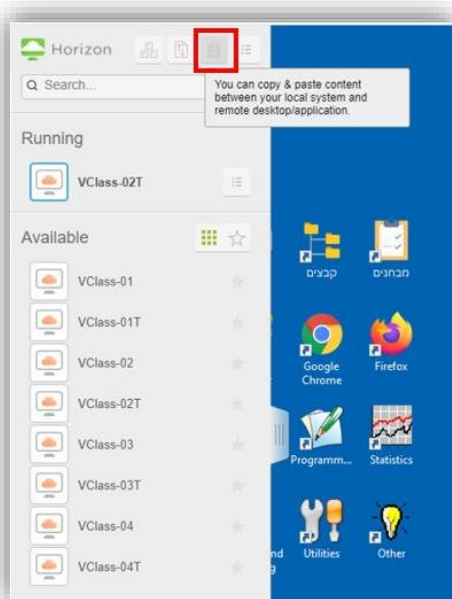 Horizon
Search...
You can copy & paste content
between your local system and
remote desktop/application.
Running
VClass-02T
Available
VClass-01
VClass-01T
VClass-02
VClass-02T
VClass-03
VClass-03T
VClass-04
VClass-04T
קבצים
מבחנים
Google
Chrome
Firefox
Programm...
Statistics
Utilities
Other